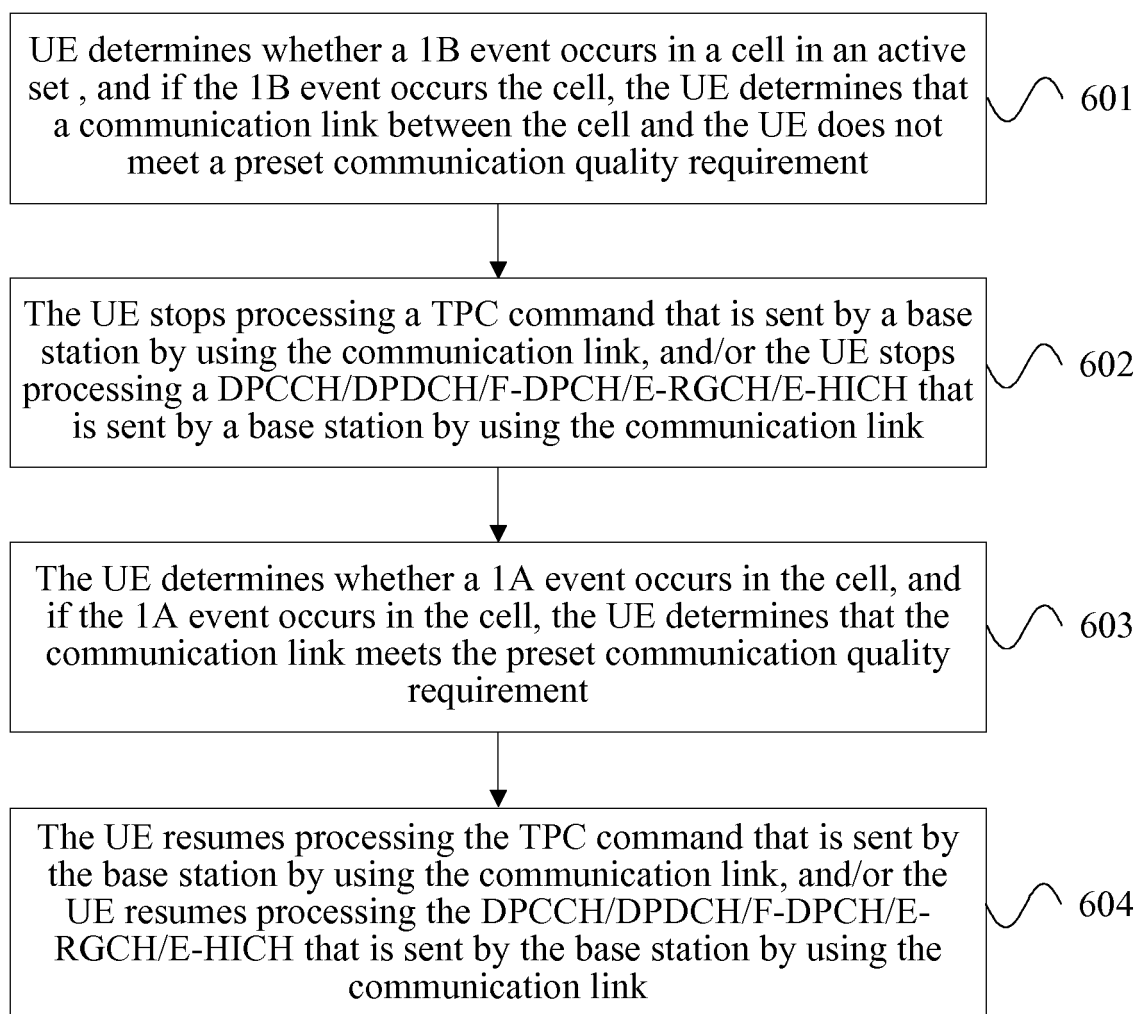 UE determines whether a 1B event occurs in a cell in an active
set , and if the 1B event occurs the cell, the UE determines that
a communication link between the cell and the UE does not
meet a preset communication quality requirement
601
The UE stops processing a TPC command that is sent by a base
station by using the communication link, and/or the UE stops
processing a DPCCH/DPDCH/F-DPCH/E-RGCH/E-HICH that
is sent by a base station by using the communication link
602
The UE determines whether a 1A event occurs in the cell, and
if the 1A event occurs in the cell, the UE determines that the
communication link meets the preset communication quality
requirement
603
The UE resumes processing the TPC command that is sent by
the base station by using the communication link, and/or the
UE resumes processing the DPCCH/DPDCH/F-DPCH/E-
RGCH/E-HICH that is sent by the base station by using the
communication link
604